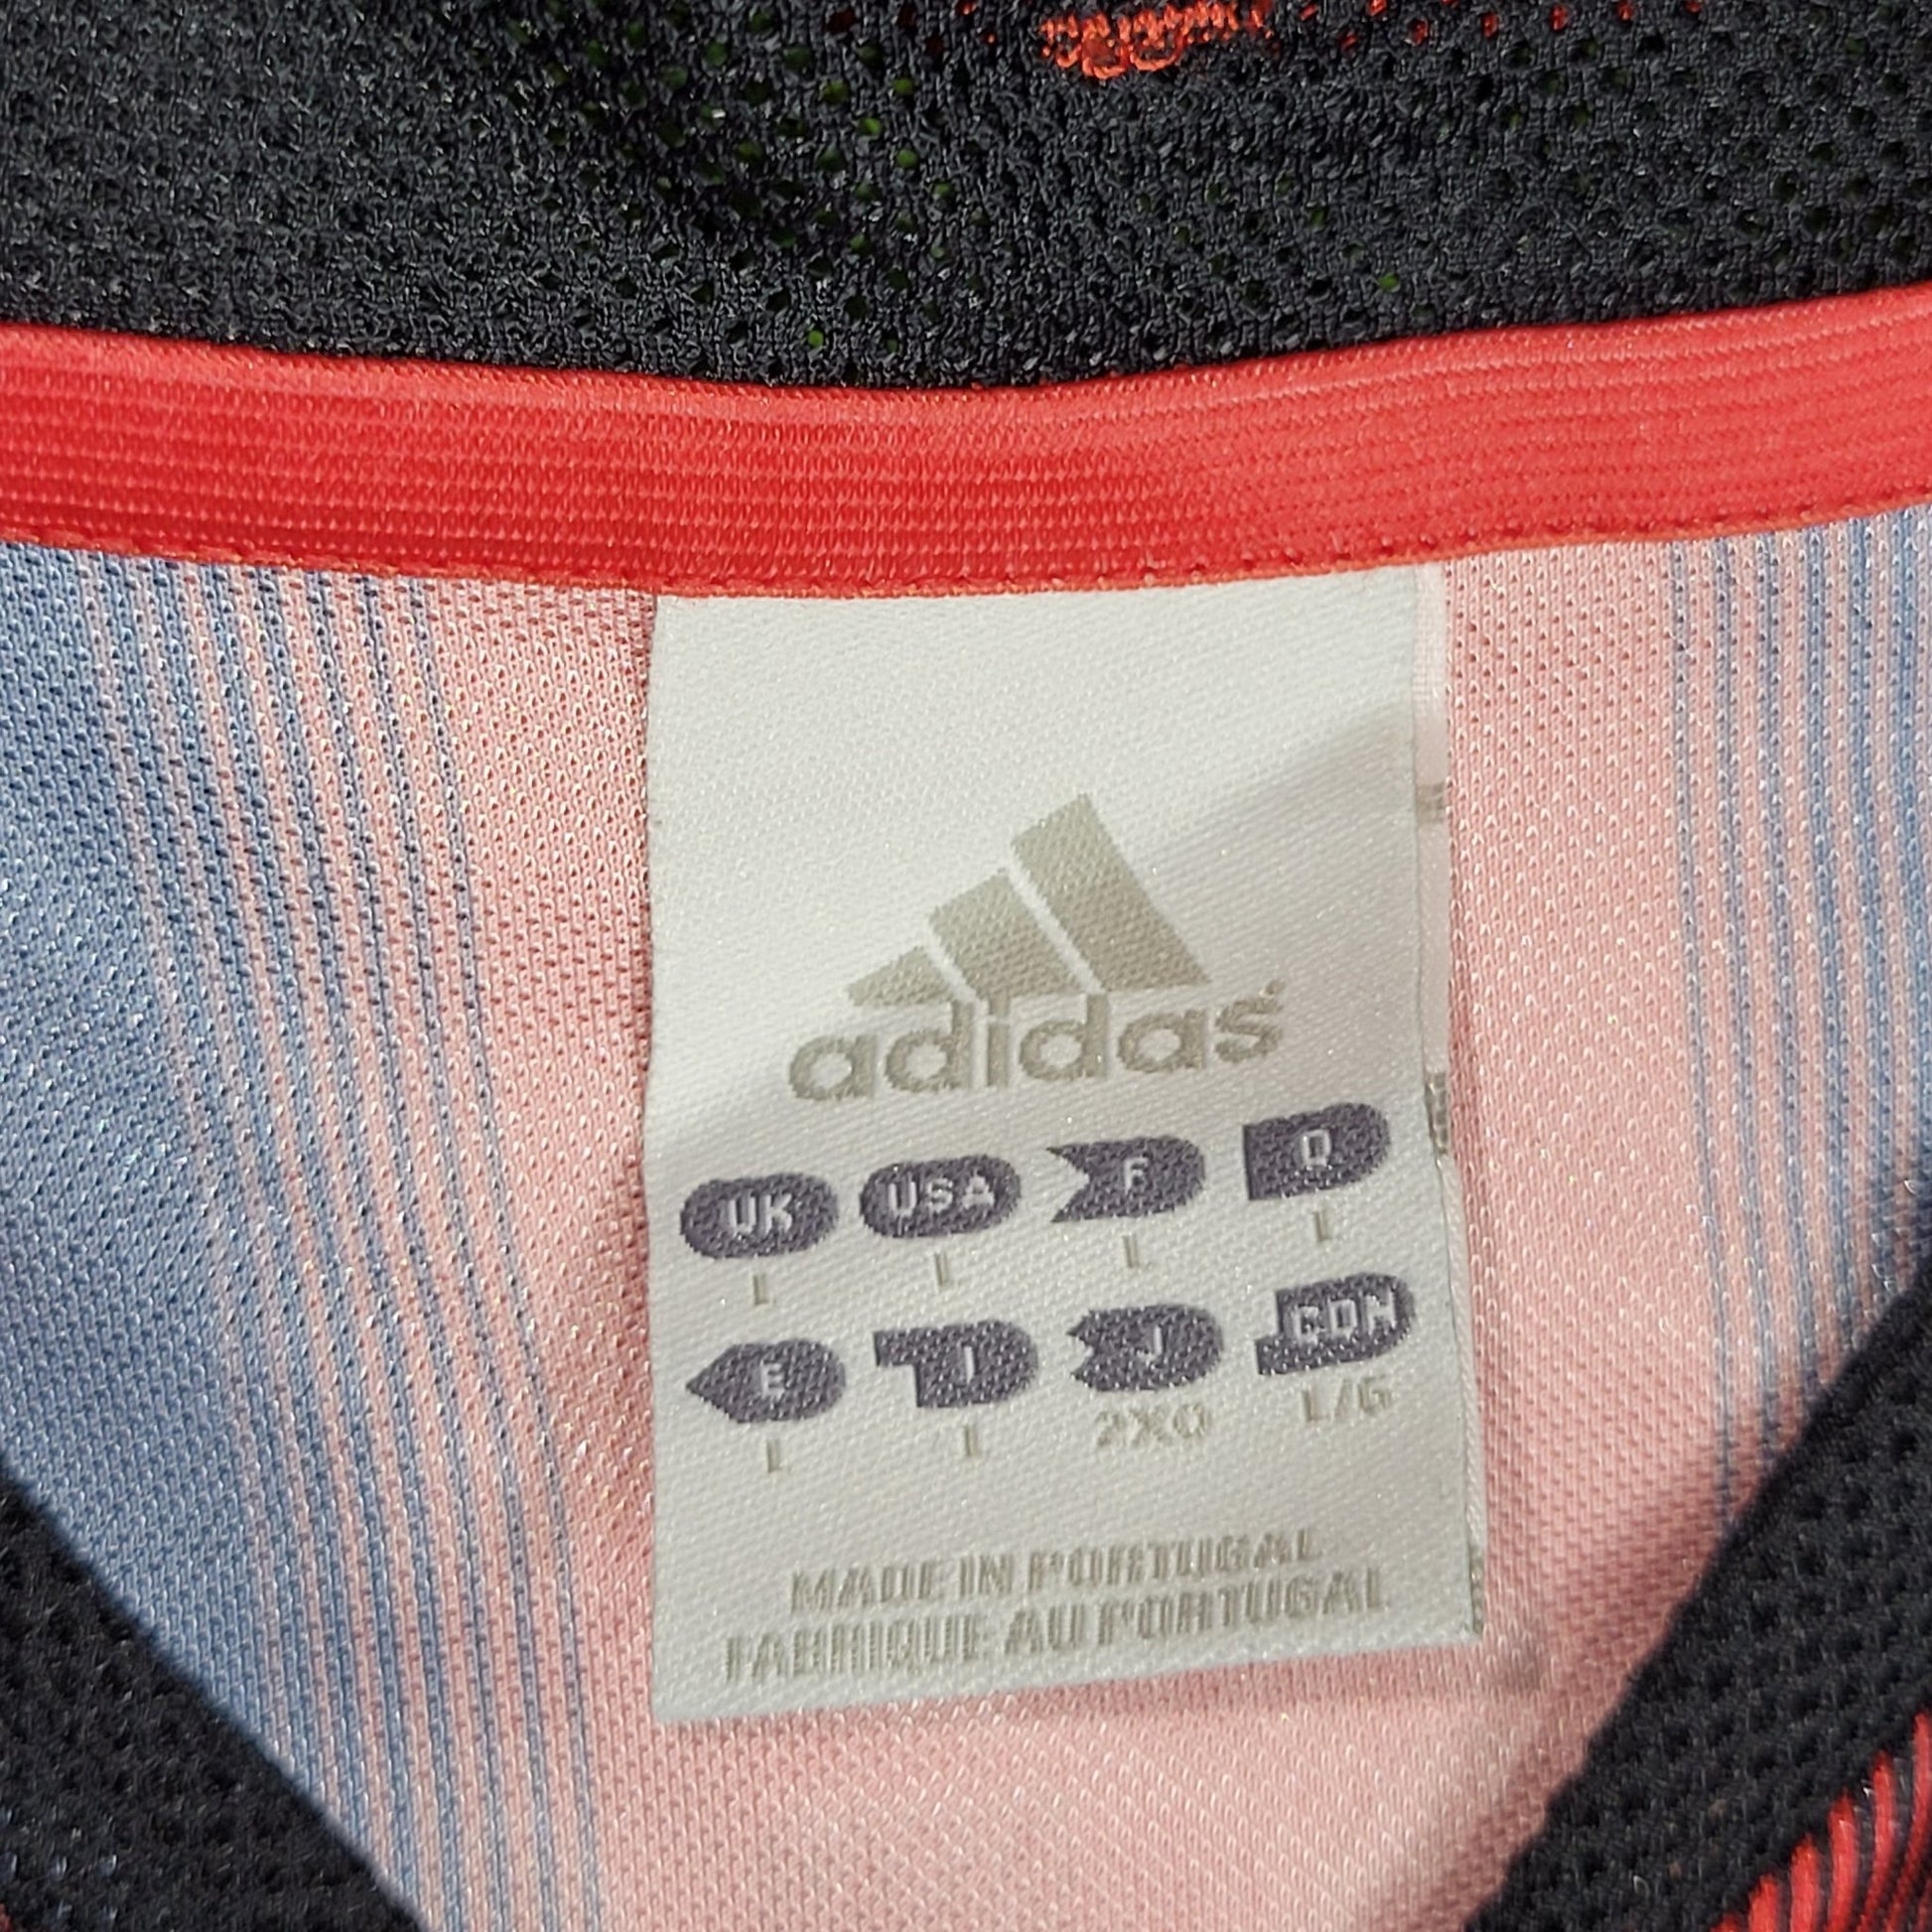 adidas
UK USA F D
L L L L
E I J CDN
L L 2XO L/G
MADE IN PORTUGAL
FABRIQUE AU PORTUGAL